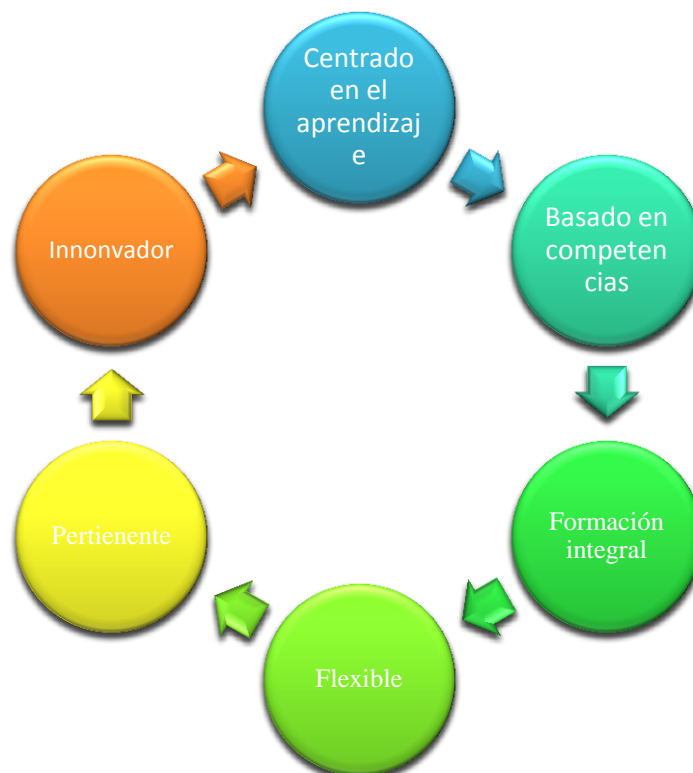 Centrado
en el
aprendizaj
e
Basado en
competen
cias
Formación
integral
Flexible
Pertienente
Innonvador